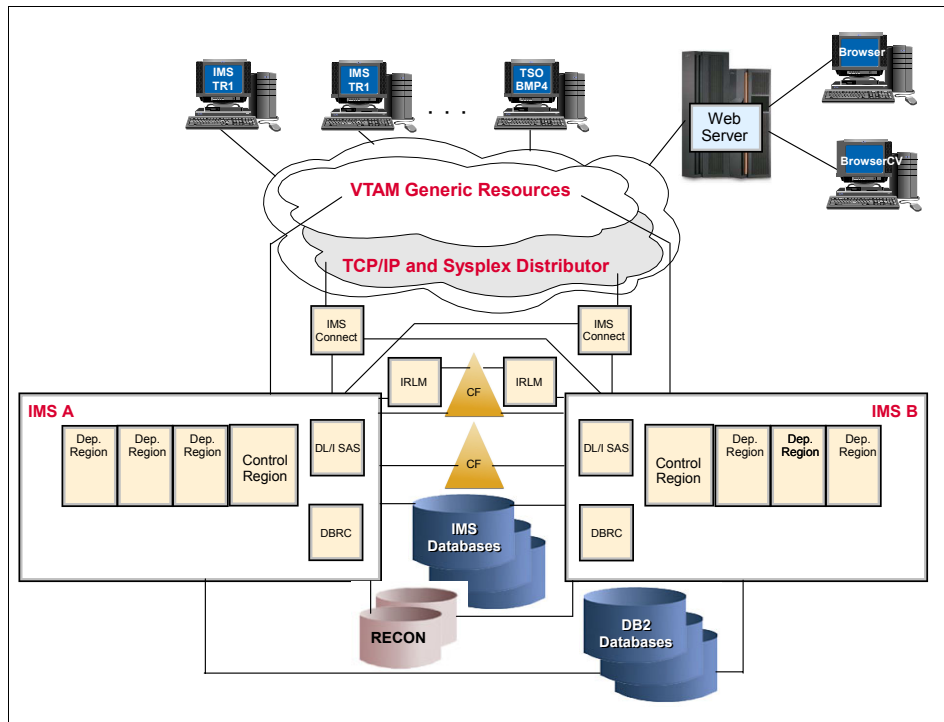 IMS
TR1
IMS
TR1
. . .
TSO
BMP4
Web
Server
Browser
BrowserCV
VTAM Generic Resources
TCP/IP and Sysplex Distributor
IMS
Connect
IMS
Connect
IRLM
CF
IRLM
IMS A
Dep.
Region
Dep.
Region
Dep.
Region
Control
Region
DL/I SAS
DBRC
CF
IMS B
DL/I SAS
DBRC
Control
Region
Dep.
Region
Dep.
Region
Dep.
Region
IMS
Databases
RECON
DB2
Databases